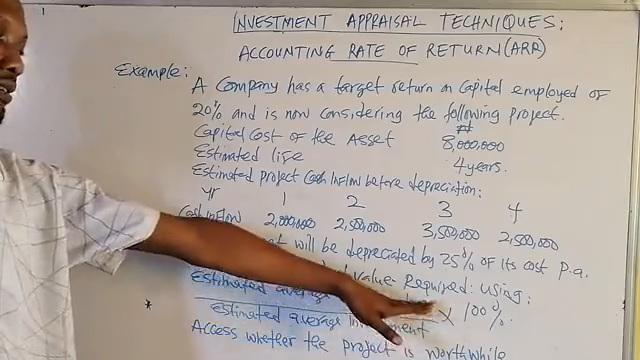 INVESTMENT APPRAISAL TECHNIQUES:
ACCOUNTING RATE OF RETURN (ARR)
Example:
A Company has a target return on Capital employed of
20% and is now considering the following project.
Capital Cost of the Asset ₦ 8,000,000
Estimated life 4 years.
Estimated project Cash inflow before depreciation:
yr 1 2 3 4
Cash inflow 2,000,000 2,500,000 3,500,000 2,500,000
will be depreciated by 25% of its cost p.a.
value Required: using:
Estimated average X 100%.
Estimated average investment
Access whether the project is worthwhile